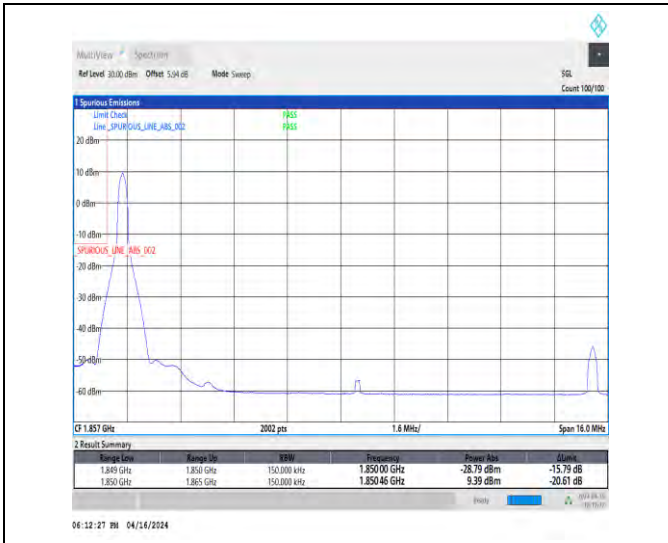 MultiView Spectrum
Ref Level 30.00 dBm Offset 5.94 dB Mode Sweep SGL
Count 100/100
1 Spurious Emissions
Limit Check PASS
Line _SPURIOUS_LINE_ABS_002 PASS
20 dBm
10 dBm
0 dBm
-10 dBm
_SPURIOUS_LINE_ABS_002
-20 dBm
-30 dBm
-40 dBm
-50 dBm
-60 dBm
CF 1.857 GHz 2002 pts 1.6 MHz/ Span 16.0 MHz
2 Result Summary
Range Low Range Up RBW Frequency Power Abs ΔLimit
1.849 GHz 1.850 GHz 150.000 kHz 1.85000 GHz -28.79 dBm -15.79 dB
1.850 GHz 1.865 GHz 150.000 kHz 1.85046 GHz 9.39 dBm -20.61 dB
Ready
06:12:27 PM 04/16/2024